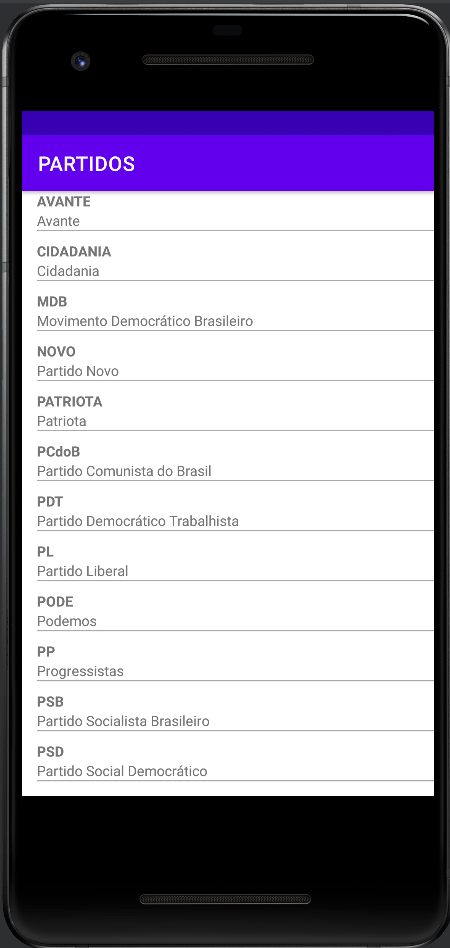 PARTIDOS
AVANTE
Avante
CIDADANIA
Cidadania
MDB
Movimento Democrático Brasileiro
NOVO
Partido Novo
PATRIOTA
Patriota
PCdoB
Partido Comunista do Brasil
PDT
Partido Democrático Trabalhista
PL
Partido Liberal
PODE
Podemos
PP
Progressistas
PSB
Partido Socialista Brasileiro
PSD
Partido Social Democrático